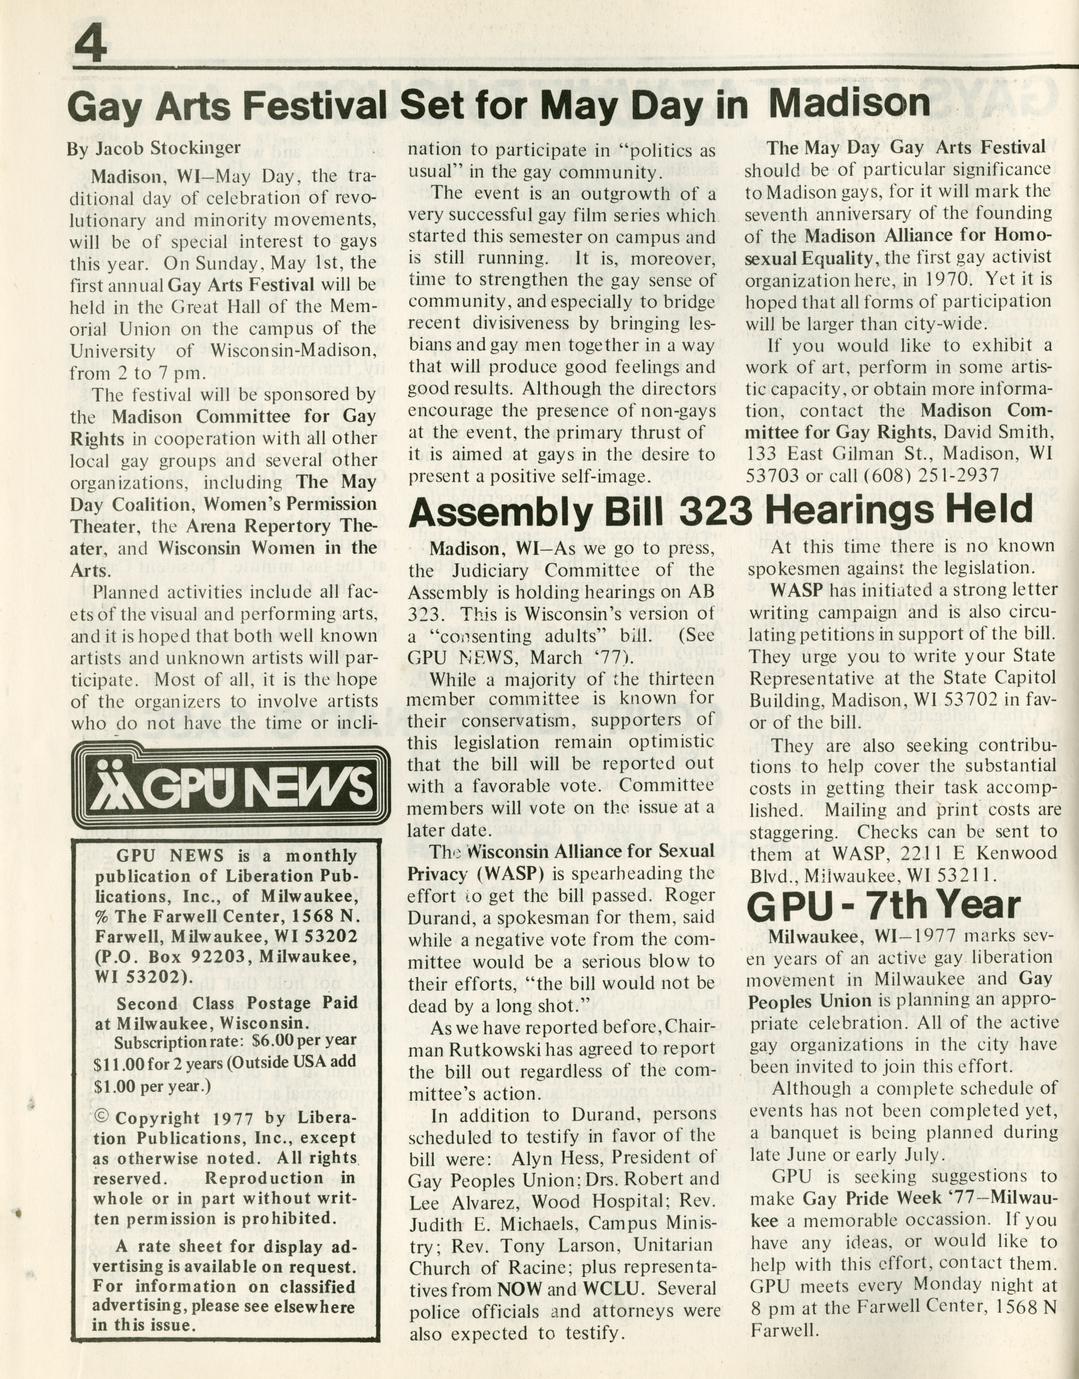 4
Gay Arts Festival Set for May Day in Madison
By Jacob Stockinger
Madison, WI—May Day, the tra-
ditional day of celebration of revo-
lutionary and minority movements,
will be of special interest to gays
this year. On Sunday, May 1st, the
first annual Gay Arts Festival will be
held in the Great Hall of the Mem-
orial Union on the campus of the
University of Wisconsin-Madison,
from 2 to 7 pm.
The festival will be sponsored by
the Madison Committee for Gay
Rights in cooperation with all other
local gay groups and several other
organizations, including The May
Day Coalition, Women's Permission
Theater, the Arena Repertory The-
ater, and Wisconsin Women in the
Arts.
Planned activities include all fac-
ets of the visual and performing arts,
and it is hoped that both well known
artists and unknown artists will par-
ticipate. Most of all, it is the hope
of the organizers to involve artists
who do not have the time or incli-
nation to participate in "politics as
usual" in the gay community.
The event is an outgrowth of a
very successful gay film series which
started this semester on campus and
is still running. It is, moreover,
time to strengthen the gay sense of
community, and especially to bridge
recent divisiveness by bringing les-
bians and gay men together in a way
that will produce good feelings and
good results. Although the directors
encourage the presence of non-gays
at the event, the primary thrust of
it is aimed at gays in the desire to
present a positive self-image.
The May Day Gay Arts Festival
should be of particular significance
to Madison gays, for it will mark the
seventh anniversary of the founding
of the Madison Alliance for Homo-
sexual Equality, the first gay activist
organization here, in 1970. Yet it is
hoped that all forms of participation
will be larger than city-wide.
If you would like to exhibit a
work of art, perform in some artis-
tic capacity, or obtain more informa-
tion, contact the Madison Com-
mittee for Gay Rights, David Smith,
133 East Gilman St., Madison, WI
53703 or call (608) 251-2937
GPU NEWS
GPU NEWS is a monthly
publication of Liberation Pub-
lications, Inc., of Milwaukee,
% The Farwell Center, 1568 N.
Farwell, Milwaukee, WI 53202
(P.O. Box 92203, Milwaukee,
WI 53202).
Second Class Postage Paid
at Milwaukee, Wisconsin.
Subscription rate: $6.00 per year
$11.00 for 2 years (Outside USA add
$1.00 per year.)
© Copyright 1977 by Libera-
tion Publications, Inc., except
as otherwise noted. All rights
reserved. Reproduction in
whole or in part without writ-
ten permission is prohibited.
A rate sheet for display ad-
vertising is available on request.
For information on classified
advertising, please see elsewhere
in this issue.
Assembly Bill 323 Hearings Held
Madison, WI—As we go to press,
the Judiciary Committee of the
Assembly is holding hearings on AB
323. This is Wisconsin's version of
a "consenting adults" bill. (See
GPU NEWS, March '77).
While a majority of the thirteen
member committee is known for
their conservatism, supporters of
this legislation remain optimistic
that the bill will be reported out
with a favorable vote. Committee
members will vote on the issue at a
later date.
The Wisconsin Alliance for Sexual
Privacy (WASP) is spearheading the
effort to get the bill passed. Roger
Durand, a spokesman for them, said
while a negative vote from the com-
mittee would be a serious blow to
their efforts, "the bill would not be
dead by a long shot."
As we have reported before, Chair-
man Rutkowski has agreed to report
the bill out regardless of the com-
mittee's action.
In addition to Durand, persons
scheduled to testify in favor of the
bill were: Alyn Hess, President of
Gay Peoples Union; Drs. Robert and
Lee Alvarez, Wood Hospital; Rev.
Judith E. Michaels, Campus Minis-
try; Rev. Tony Larson, Unitarian
Church of Racine; plus representa-
tives from NOW and WCLU. Several
police officials and attorneys were
also expected to testify.
At this time there is no known
spokesmen against the legislation.
WASP has initiated a strong letter
writing campaign and is also circu-
lating petitions in support of the bill.
They urge you to write your State
Representative at the State Capitol
Building, Madison, WI 53702 in fav-
or of the bill.
They are also seeking contribu-
tions to help cover the substantial
costs in getting their task accomp-
lished. Mailing and print costs are
staggering. Checks can be sent to
them at WASP, 2211 E Kenwood
Blvd., Milwaukee, WI 53211.
GPU - 7th Year
Milwaukee, WI—1977 marks sev-
en years of an active gay liberation
movement in Milwaukee and Gay
Peoples Union is planning an appro-
priate celebration. All of the active
gay organizations in the city have
been invited to join this effort.
Although a complete schedule of
events has not been completed yet,
a banquet is being planned during
late June or early July.
GPU is seeking suggestions to
make Gay Pride Week '77—Milwau-
kee a memorable occassion. If you
have any ideas, or would like to
help with this effort, contact them.
GPU meets every Monday night at
8 pm at the Farwell Center, 1568 N
Farwell.